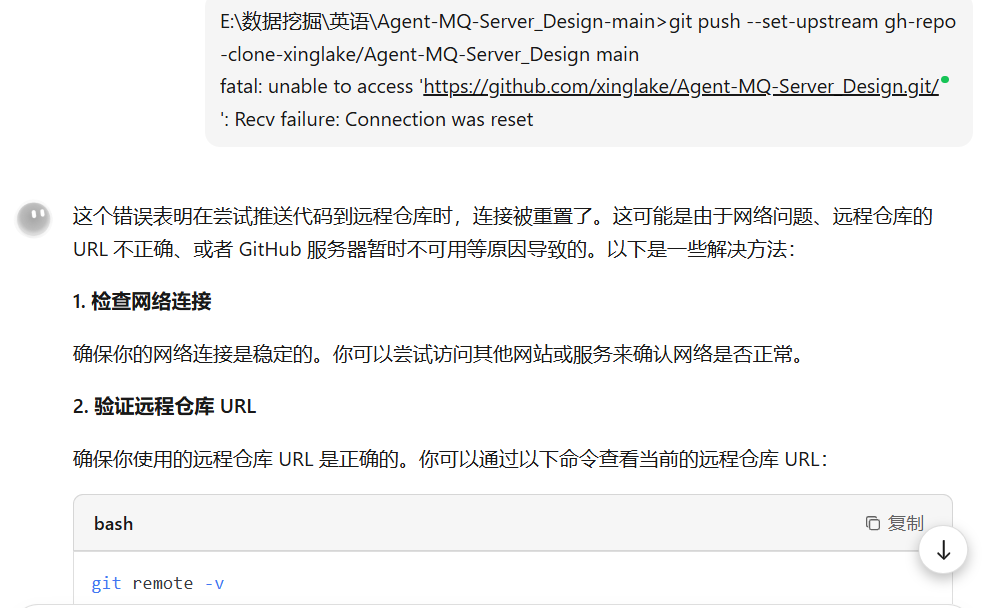 E:\数据挖掘\英语\Agent-MQ-Server_Design-main>git push --set-upstream gh-repo
-clone-xinglake/Agent-MQ-Server_Design main
fatal: unable to access 'https://github.com/xinglake/Agent-MQ-Server_Design.git/
': Recv failure: Connection was reset
这个错误表明在尝试推送代码到远程仓库时，连接被重置了。这可能是由于网络问题、远程仓库的
URL 不正确、或者 GitHub 服务器暂时不可用等原因导致的。以下是一些解决方法：
1. 检查网络连接
确保你的网络连接是稳定的。你可以尝试访问其他网站或服务来确认网络是否正常。
2. 验证远程仓库 URL
确保你使用的远程仓库 URL 是正确的。你可以通过以下命令查看当前的远程仓库 URL：
bash 复制
git remote -v